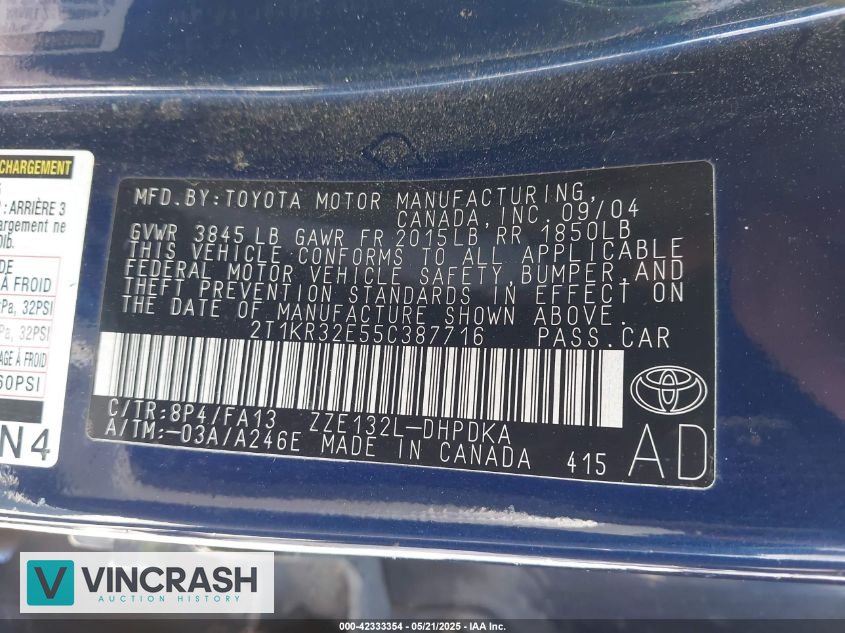 CHARGEMENT
: ARRIÈRE 3
argement ne
DE
À FROID
kPa, 32PSI
Pa, 32PSI
AGE À FROID
60PSI
N4
MFD.BY:TOYOTA MOTOR MANUFACTURING,
CANADA,INC.09/04
GVWR 3845 LB GAWR FR 2015LB RR 1850LB
THIS VEHICLE CONFORMS TO ALL APPLICABLE
FEDERAL MOTOR VEHICLE SAFETY,BUMPER,AND
THEFT PREVENTION STANDARDS IN EFFECT ON
THE DATE OF MANUFACTURE SHOWN ABOVE.
2T1KR32E55C387716 PASS.CAR
C/TR:8P4/FA13 ZZE132L-DHPDKA
A/TM:-03A/A246E MADE IN CANADA 415
AD
V VINCRASH
AUCTION HISTORY
000-42333354 - 05/21/2025 - IAA Inc.